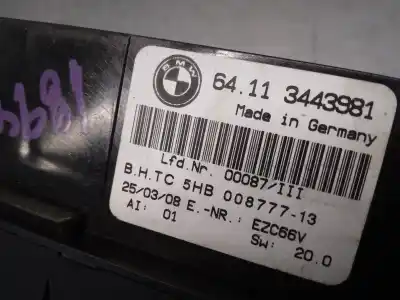 BMW
64.11 3443981
Made in Germany
Lfd.Nr. 00087/III
B.H.TC 5HB 008777-13
25/03/08 E.-NR.: EZC66V
AI: 01 SW: 20.0